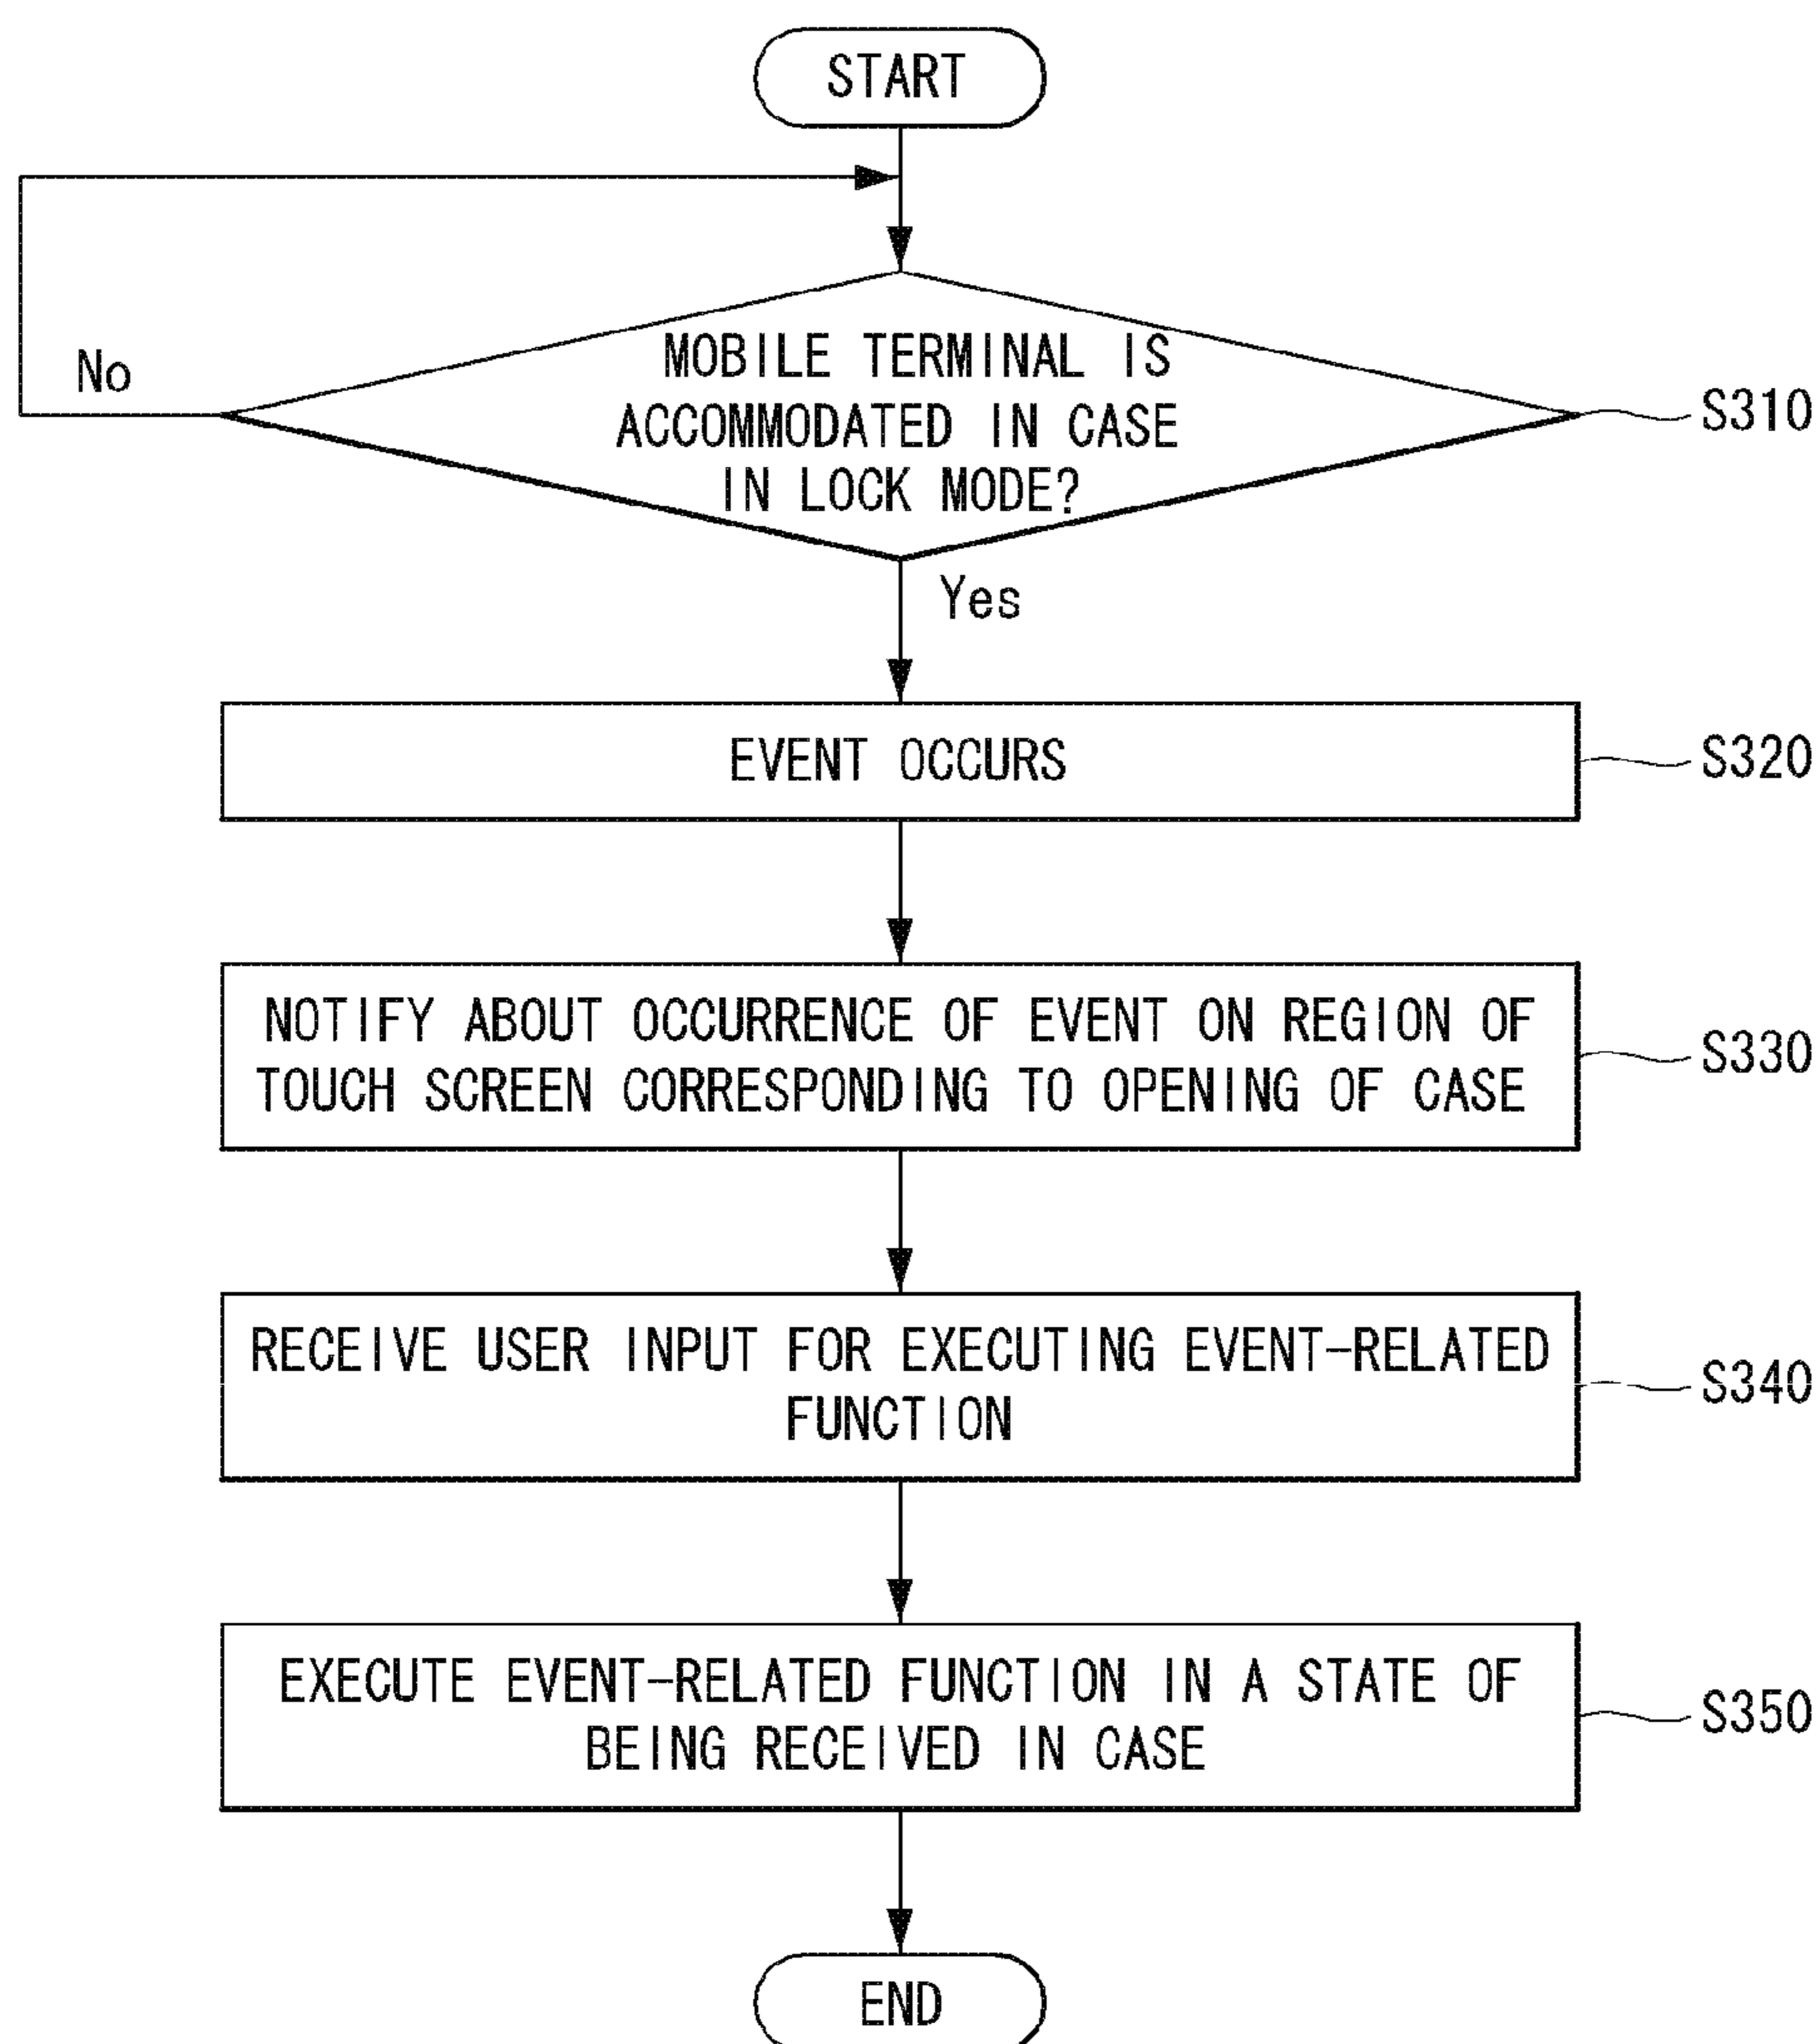 START
No
MOBILE TERMINAL IS
ACCOMMODATED IN CASE
IN LOCK MODE?
S310
Yes
EVENT OCCURS
S320
NOTIFY ABOUT OCCURRENCE OF EVENT ON REGION OF
TOUCH SCREEN CORRESPONDING TO OPENING OF CASE
S330
RECEIVE USER INPUT FOR EXECUTING EVENT-RELATED
FUNCTION
S340
EXECUTE EVENT-RELATED FUNCTION IN A STATE OF
BEING RECEIVED IN CASE
S350
END